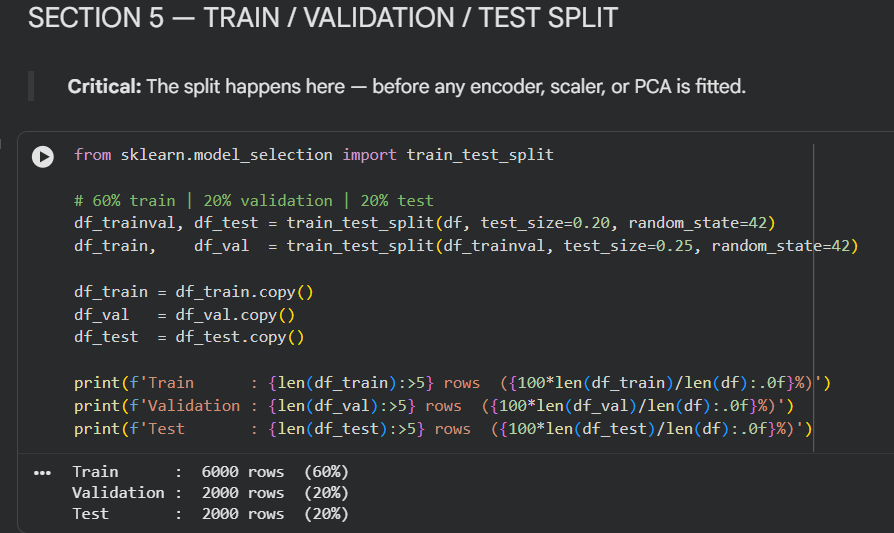 SECTION 5 — TRAIN / VALIDATION / TEST SPLIT
Critical: The split happens here — before any encoder, scaler, or PCA is fitted.
from sklearn.model_selection import train_test_split
# 60% train | 20% validation | 20% test
df_trainval, df_test = train_test_split(df, test_size=0.20, random_state=42)
df_train,    df_val  = train_test_split(df_trainval, test_size=0.25, random_state=42)
df_train = df_train.copy()
df_val   = df_val.copy()
df_test  = df_test.copy()
print(f'Train      : {len(df_train):>5} rows  ({100*len(df_train)/len(df):.0f}%)')
print(f'Validation : {len(df_val):>5} rows  ({100*len(df_val)/len(df):.0f}%)')
print(f'Test       : {len(df_test):>5} rows  ({100*len(df_test)/len(df):.0f}%)')
Train      :  6000 rows  (60%)
Validation :  2000 rows  (20%)
Test       :  2000 rows  (20%)